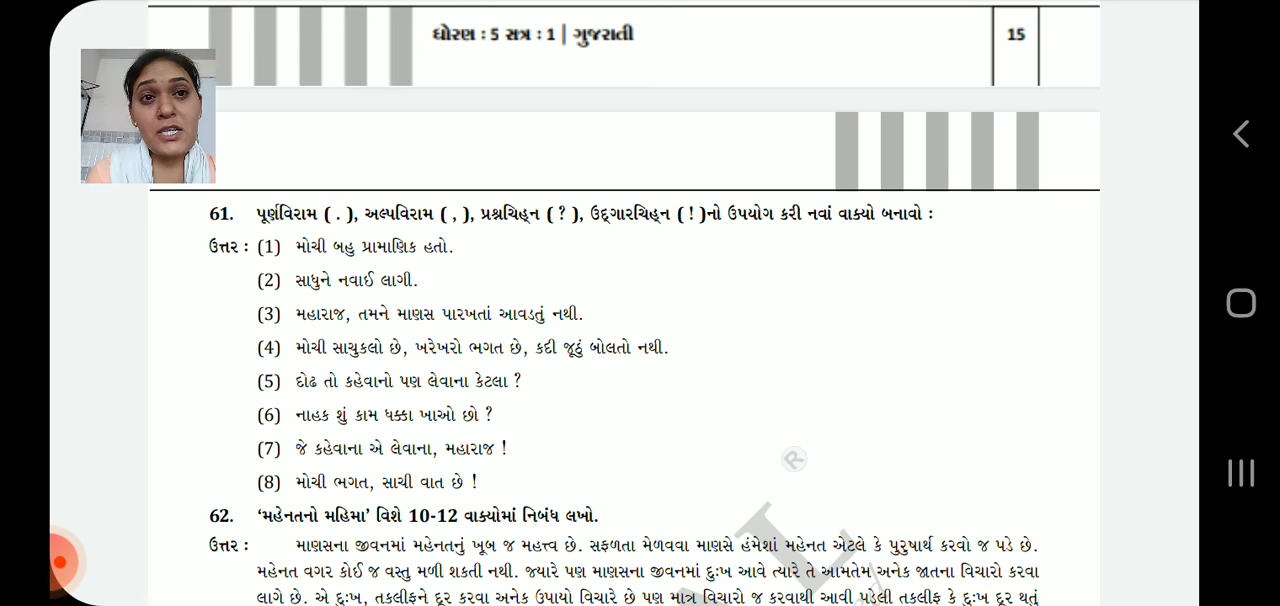 ધોરણ : 5 સત્ર : 1 | ગુજરાતી
15
61. પૂર્ણવિરામ ( . ), અલ્પવિરામ ( , ), પ્રશ્નચિહ્ન ( ? ), ઉદ્ગારચિહ્ન ( ! )નો ઉપયોગ કરી નવાં વાક્યો બનાવો :
ઉત્તર : (1) મોચી બહુ પ્રામાણિક હતો.
(2) સાધુને નવાઈ લાગી.
(3) મહારાજ, તમને માણસ પારખતાં આવડતું નથી.
(4) મોચી સાચુકલો છે, ખરેખરો ભગત છે, કદી જૂઠું બોલતો નથી.
(5) દોઢ તો કહેવાનો પણ લેવાના કેટલા ?
(6) નાહક શું કામ ધક્કા ખાઓ છો ?
(7) જે કહેવાના એ લેવાના, મહારાજ !
(8) મોચી ભગત, સાચી વાત છે !
62. ‘મહેનતનો મહિમા’ વિશે 10-12 વાક્યોમાં નિબંધ લખો.
ઉત્તર : માણસના જીવનમાં મહેનતનું ખૂબ જ મહત્ત્વ છે. સફળતા મેળવવા માણસે હંમેશાં મહેનત એટલે કે પુરુષાર્થ કરવો જ પડે છે.
મહેનત વગર કોઈ જ વસ્તુ મળી શકતી નથી. જ્યારે પણ માણસના જીવનમાં દુઃખ આવે ત્યારે તે આમતેમ અનેક જાતના વિચારો કરવા
લાગે છે. એ દુઃખ, તકલીફને દૂર કરવા અનેક ઉપાયો વિચારે છે પણ માત્ર વિચારો જ કરવાથી આવી પડેલી તકલીફ કે દુઃખ દૂર થતું